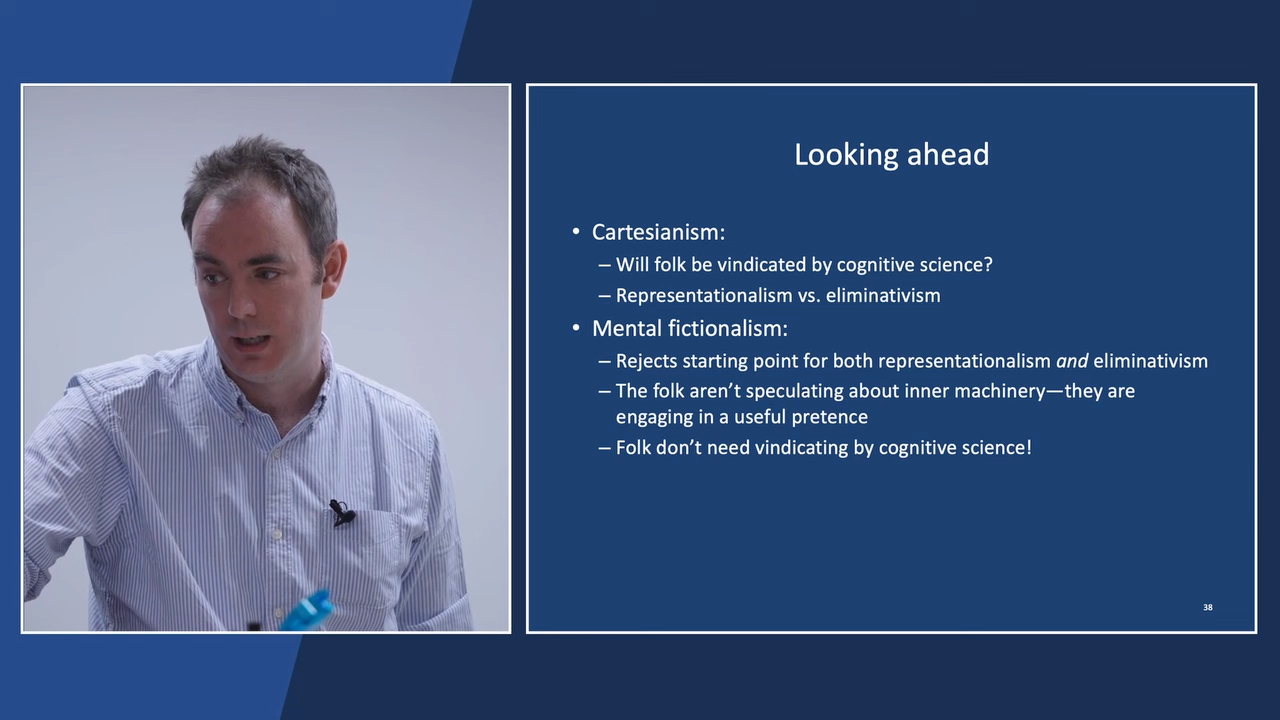 Looking ahead
• Cartesianism:
– Will folk be vindicated by cognitive science?
– Representationalism vs. eliminativism
• Mental fictionalism:
– Rejects starting point for both representationalism and eliminativism
– The folk aren’t speculating about inner machinery—they are
engaging in a useful pretence
– Folk don’t need vindicating by cognitive science!
38